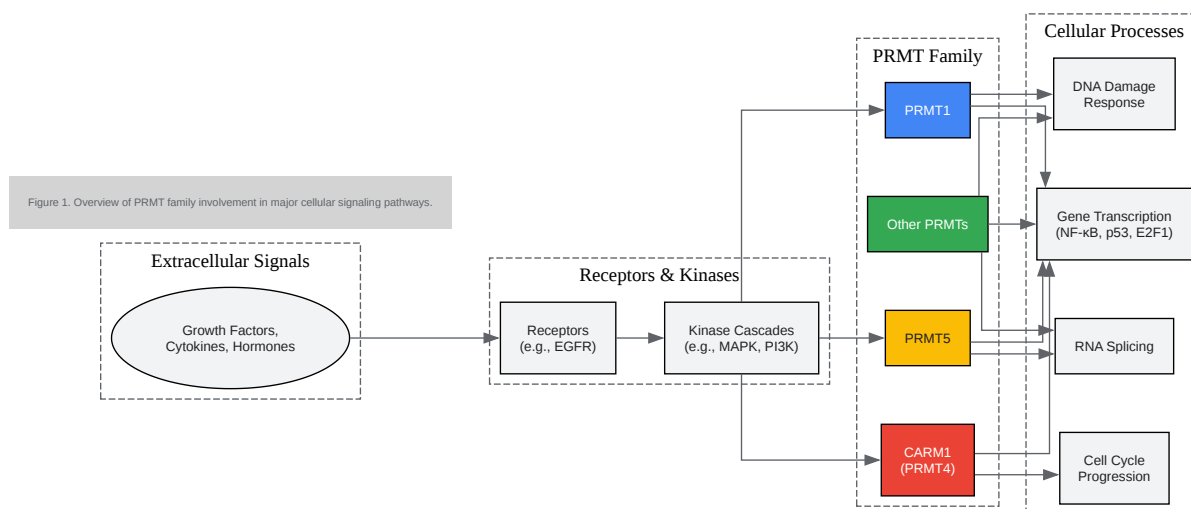 Cellular Processes
PRMT Family
DNA Damage
Response
PRMT1
Figure 1. Overview of PRMT family involvement in major cellular signaling pathways.
Other PRMTs
Gene Transcription
(NF-κB, p53, E2F1)
Extracellular Signals
Receptors & Kinases
Growth Factors,
Cytokines, Hormones
Receptors
(e.g., EGFR)
Kinase Cascades
(e.g., MAPK, PI3K)
PRMT5
RNA Splicing
CARM1
(PRMT4)
Cell Cycle
Progression